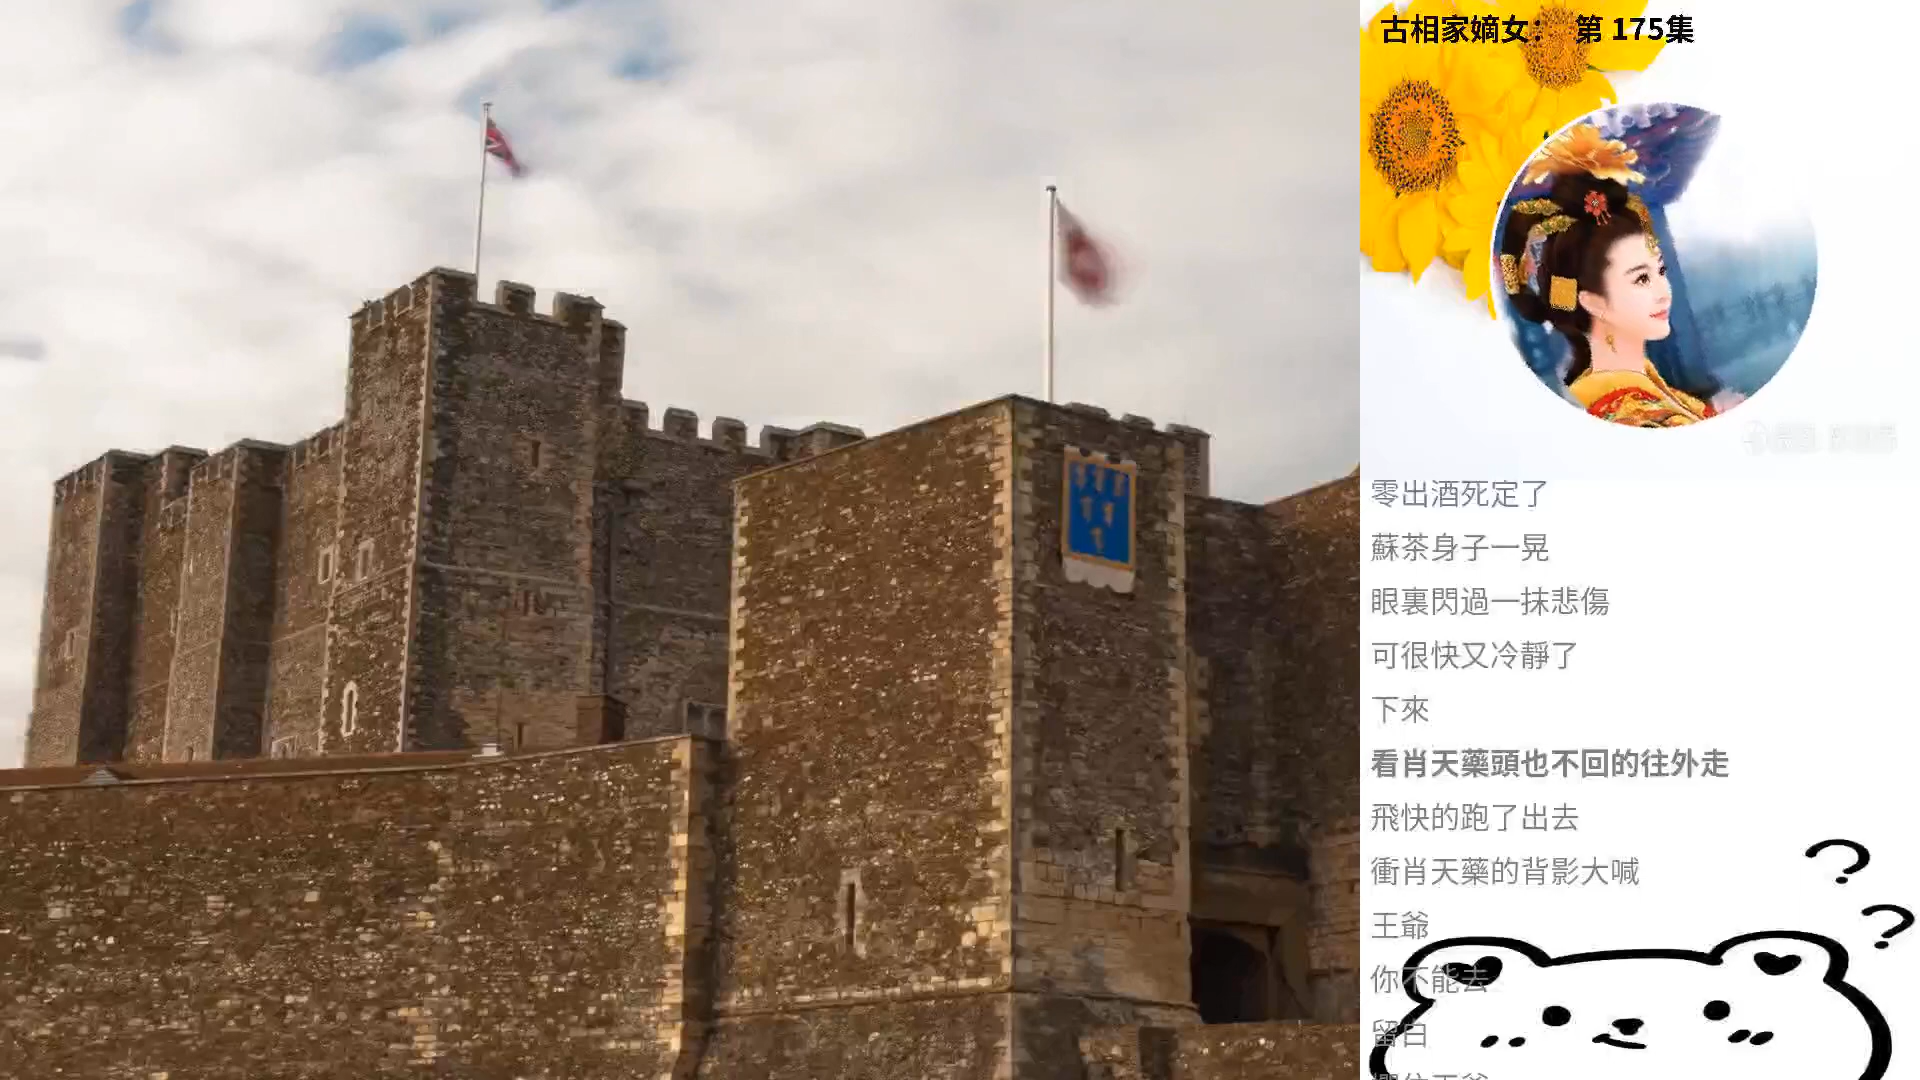 古相家嫡女： 第 175集
零出酒死定了
蘇茶身子一晃
眼裏閃過一抹悲傷
可很快又冷靜了
下來
看肖天藥頭也不回的往外走
飛快的跑了出去
衝肖天藥的背影大喊
王爺
你不能去
留白